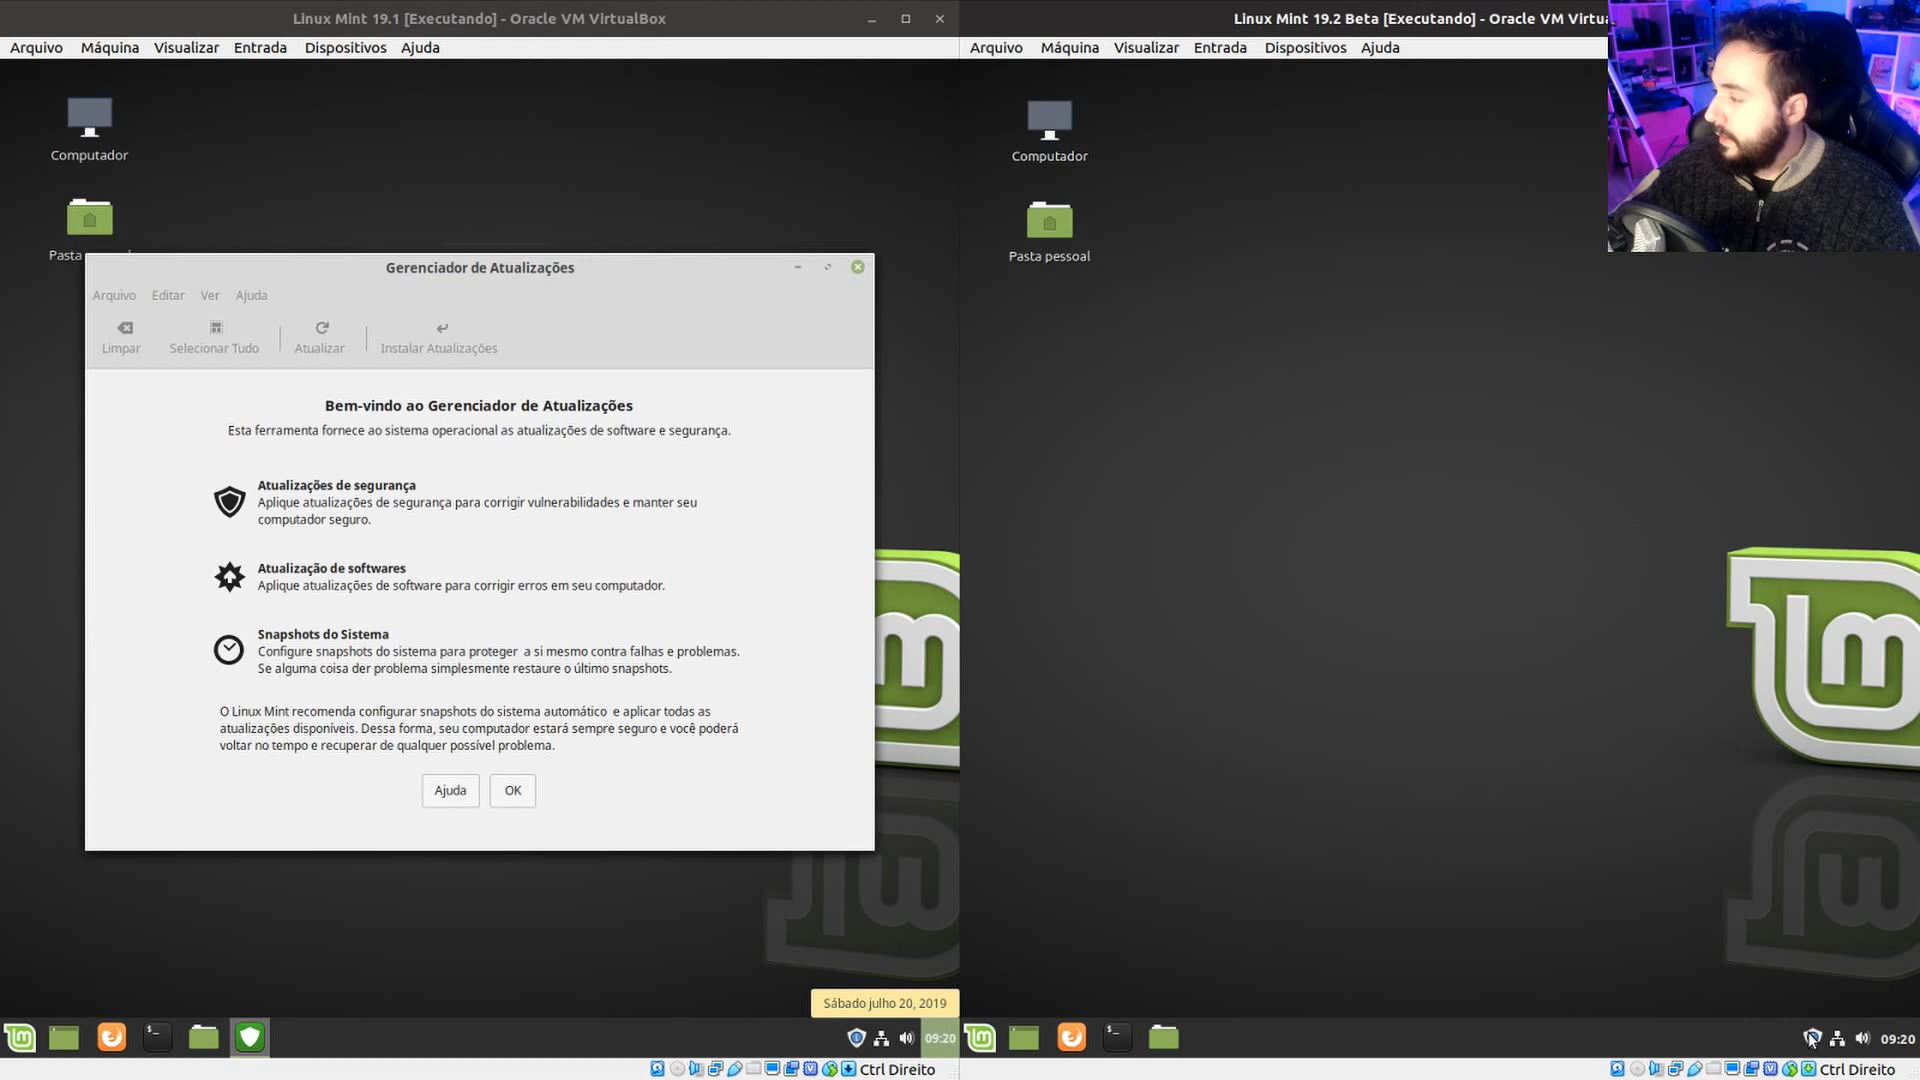 Linux Mint 19.1 [Executando] - Oracle VM VirtualBox
Arquivo Máquina Visualizar Entrada Dispositivos Ajuda
Computador
Pasta
Gerenciador de Atualizações
Arquivo Editar Ver Ajuda
Limpar Selecionar Tudo Atualizar Instalar Atualizações
Bem-vindo ao Gerenciador de Atualizações
Esta ferramenta fornece ao sistema operacional as atualizações de software e segurança.
Atualizações de segurança
Aplique atualizações de segurança para corrigir vulnerabilidades e manter seu
computador seguro.
Atualização de softwares
Aplique atualizações de software para corrigir erros em seu computador.
Snapshots do Sistema
Configure snapshots do sistema para proteger a si mesmo contra falhas e problemas.
Se alguma coisa der problema simplesmente restaure o último snapshots.
O Linux Mint recomenda configurar snapshots do sistema automático e aplicar todas as
atualizações disponíveis. Dessa forma, seu computador estará sempre seguro e você poderá
voltar no tempo e recuperar de qualquer possível problema.
Ajuda OK
Sábado julho 20, 2019
09:20
Ctrl Direito
Linux Mint 19.2 Beta [Executando] - Oracle VM Virtua
Arquivo Máquina Visualizar Entrada Dispositivos Ajuda
Computador
Pasta pessoal
09:20
Ctrl Direito